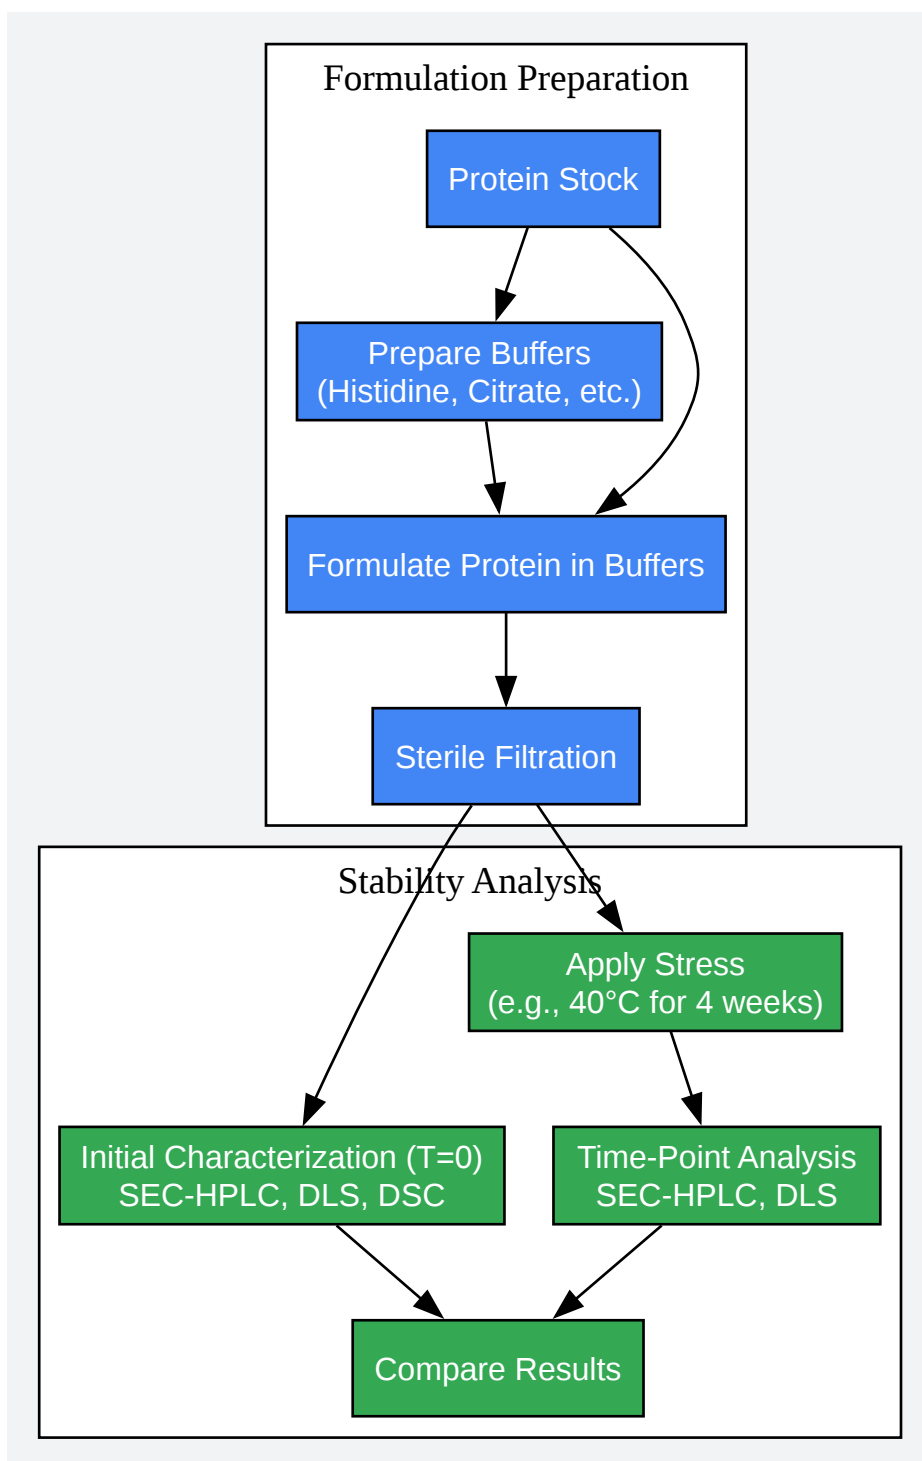 Formulation Preparation
Protein Stock
Prepare Buffers
(Histidine, Citrate, etc.)
Formulate Protein in Buffers
Sterile Filtration
Stability Analysis
Apply Stress
(e.g., 40°C for 4 weeks)
Initial Characterization (T=0)
SEC-HPLC, DLS, DSC
Time-Point Analysis
SEC-HPLC, DLS
Compare Results